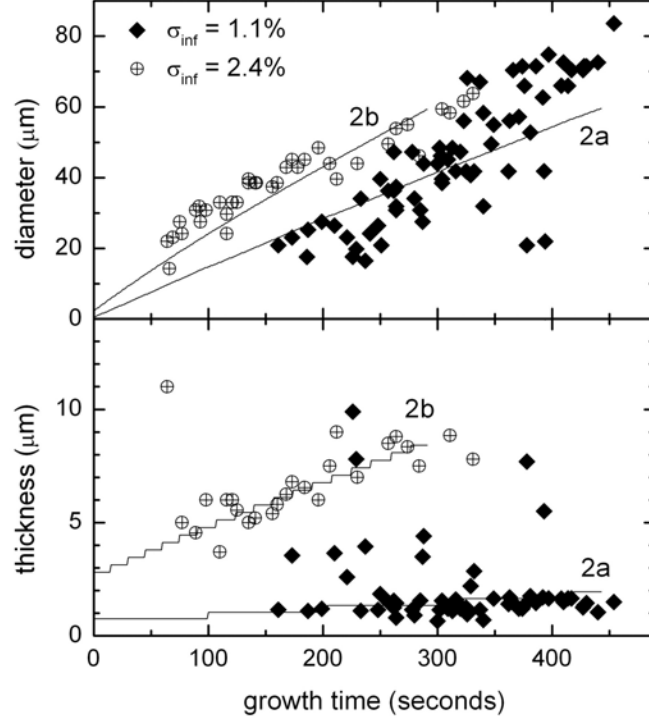 80
60
40
20
0
diameter (μm)
σinf = 1.1%
σinf = 2.4%
2b
2a
10
5
0
thickness (μm)
2b
2a
0 100 200 300 400
growth time (seconds)